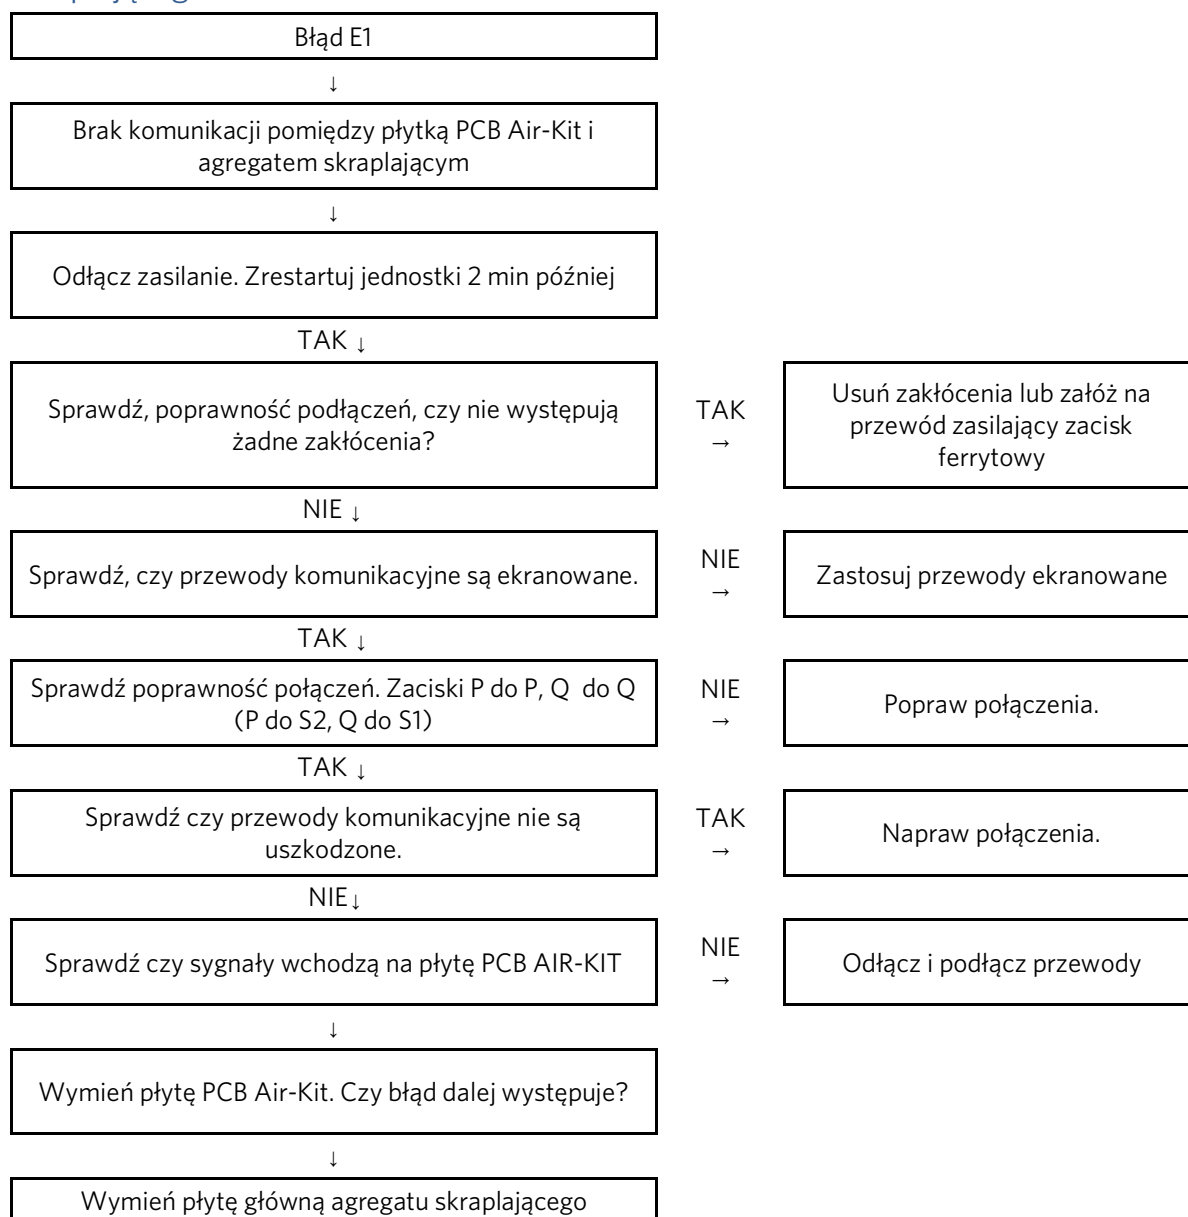 Błąd E1
↓
Brak komunikacji pomiędzy płytką PCB Air-Kit i
agregatem skraplającym
↓
Odłącz zasilanie. Zrestartuj jednostki 2 min później
TAK ↓
Sprawdź, poprawność podłączeń, czy nie występują
żadne zakłócenia?
TAK
→
Usuń zakłócenia lub załóż na
przewód zasilający zacisk
ferrytowy
NIE ↓
Sprawdź, czy przewody komunikacyjne są ekranowane.
NIE
→
Zastosuj przewody ekranowane
TAK ↓
Sprawdź poprawność połączeń. Zaciski P do P, Q do Q
(P do S2, Q do S1)
NIE
→
Popraw połączenia.
TAK ↓
Sprawdź czy przewody komunikacyjne nie są
uszkodzone.
TAK
→
Napraw połączenia.
NIE↓
Sprawdź czy sygnały wchodzą na płytę PCB AIR-KIT
NIE
→
Odłącz i podłącz przewody
↓
Wymień płytę PCB Air-Kit. Czy błąd dalej występuje?
↓
Wymień płytę główną agregatu skraplającego